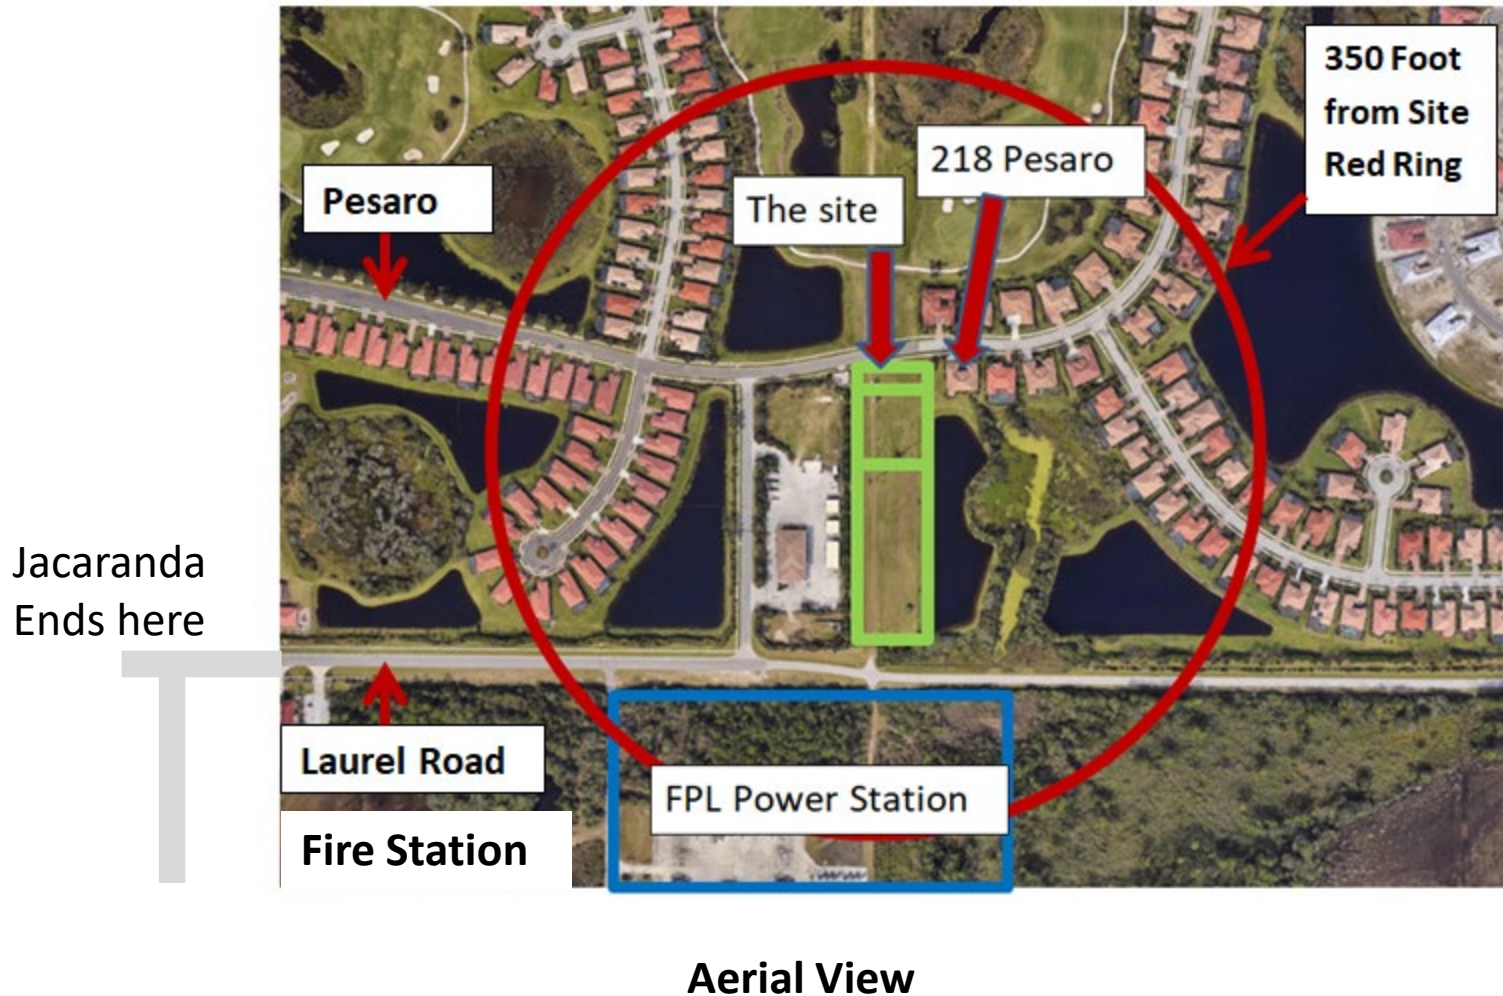 350 Foot
from Site
Red Ring
218 Pesaro
Pesaro
The site
Jacaranda
Ends here
Laurel Road
FPL Power Station
Fire Station
Aerial View